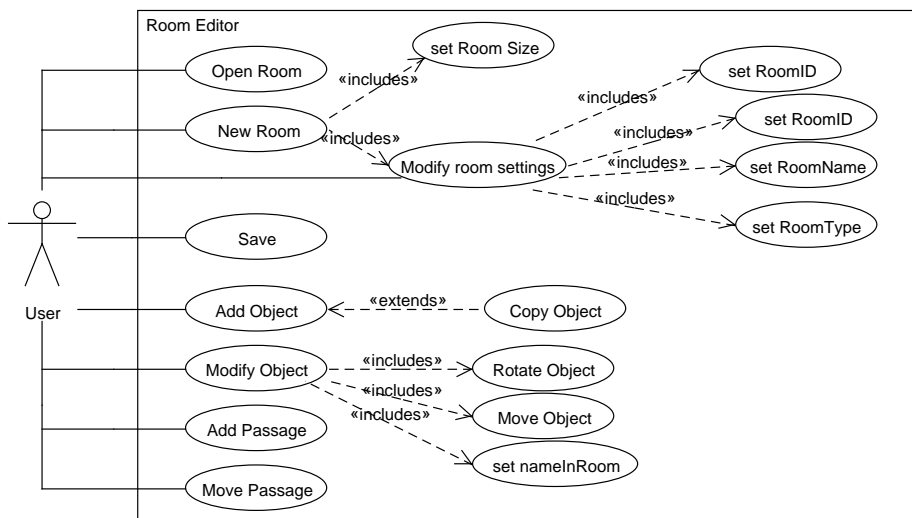 Room Editor
set Room Size
Open Room
«includes»
set RoomID
«includes»
New Room
«includes»
set RoomID
«includes»
Modify room settings
«includes»
set RoomName
«includes»
set RoomType
Save
User
Add Object
«extends»
Copy Object
Modify Object
«includes»
Rotate Object
«includes»
Move Object
«includes»
Add Passage
set nameInRoom
Move Passage